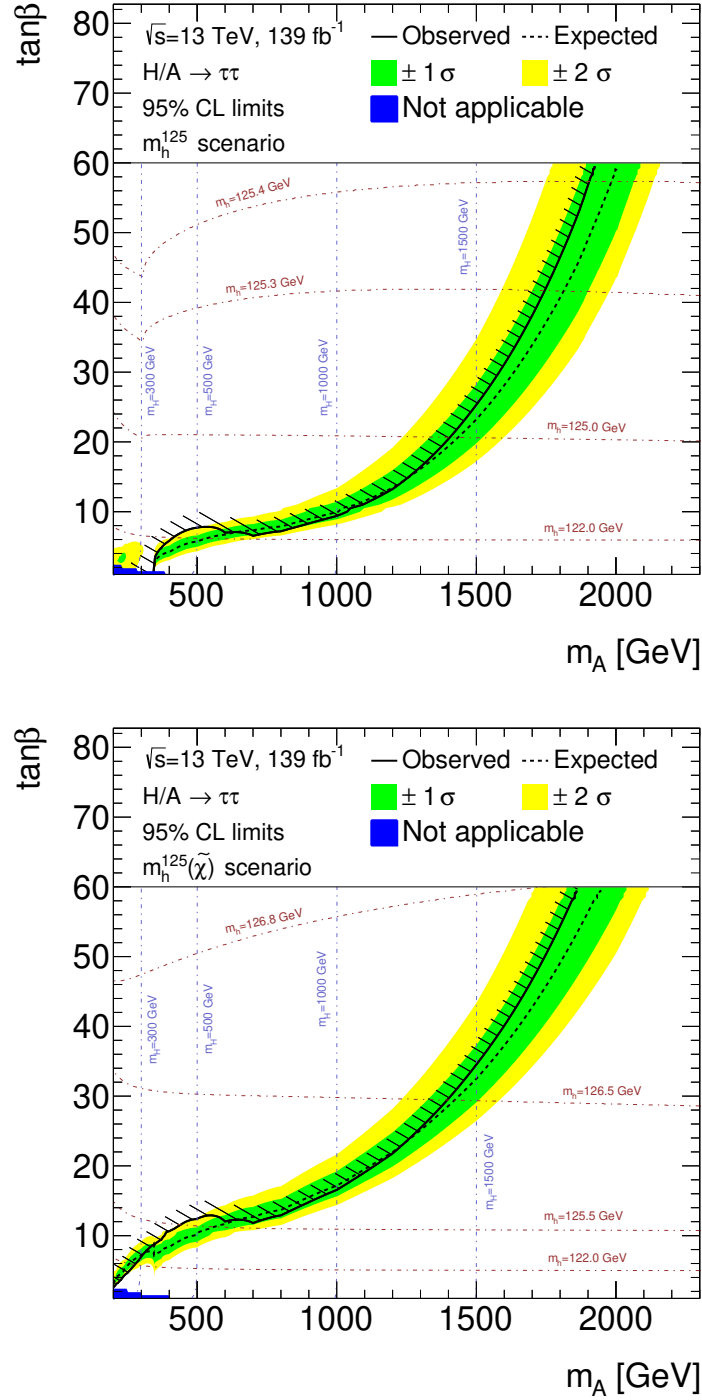 tanβ
80
70
60
50
40
30
20
10
√s=13 TeV, 139 fb⁻¹
H/A → ττ
95% CL limits
m_h^125 scenario
Observed
Expected
± 1σ
± 2 σ
Not applicable
m_h=125.4 GeV
m_h=125.3 GeV
m_h=125.0 GeV
m_h=122.0 GeV
m_H=300 GeV
m_H=500 GeV
m_H=1000 GeV
m_H=1500 GeV
500 1000 1500 2000
m_A [GeV]
tanβ
80
70
60
50
40
30
20
10
√s=13 TeV, 139 fb⁻¹
H/A → ττ
95% CL limits
m_h^125(χ̃) scenario
Observed
Expected
± 1σ
± 2 σ
Not applicable
m_h=126.8 GeV
m_h=126.5 GeV
m_h=125.5 GeV
m_h=122.0 GeV
m_H=300 GeV
m_H=500 GeV
m_H=1000 GeV
m_H=1500 GeV
500 1000 1500 2000
m_A [GeV]